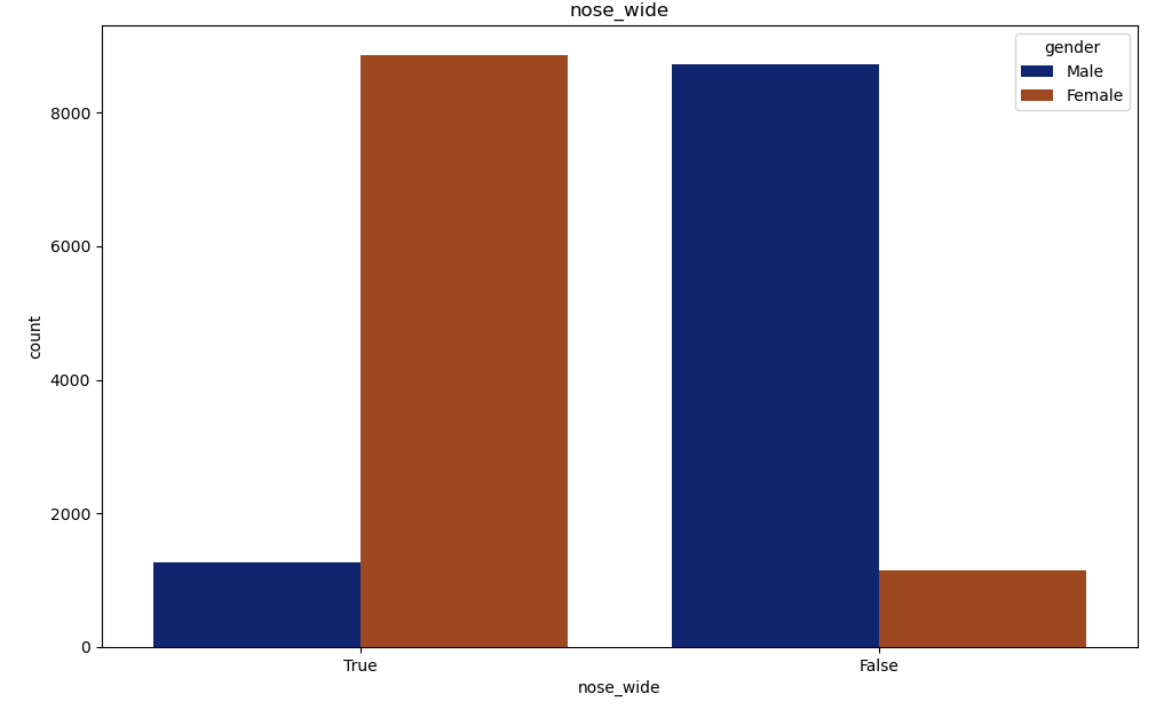 nose_wide
gender
Male
Female
8000
6000
4000
2000
0
count
True
False
nose_wide